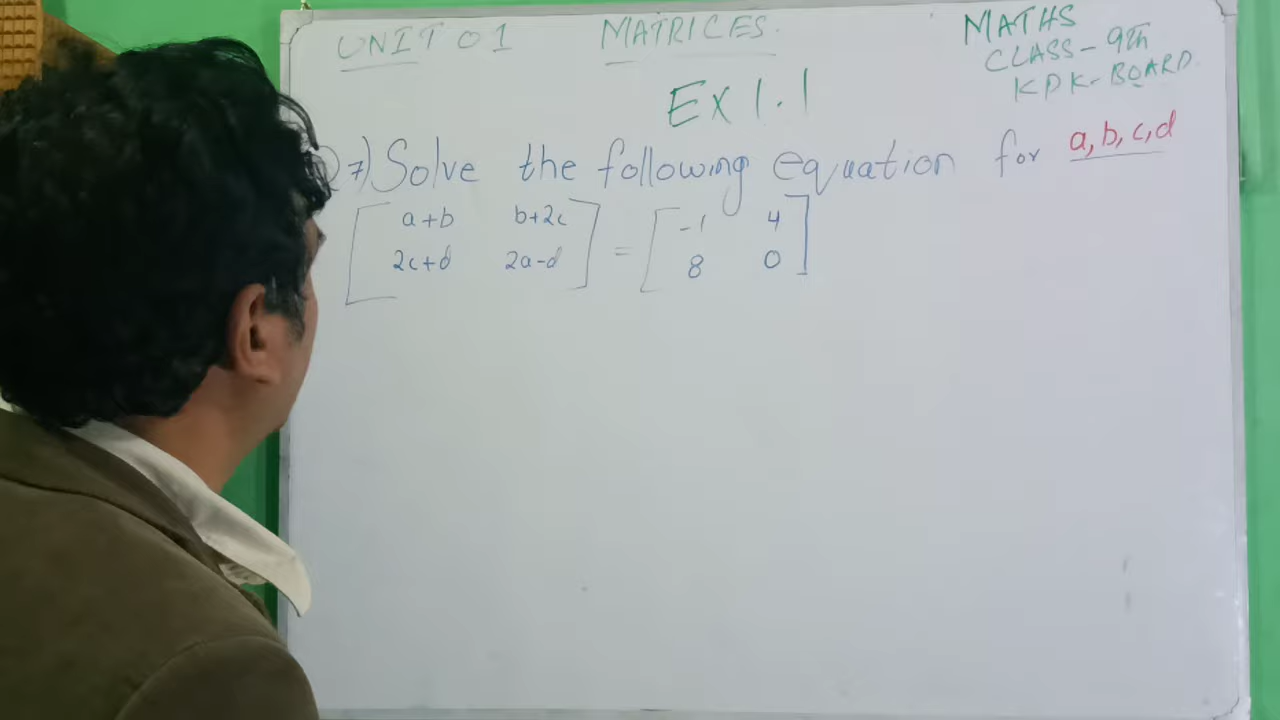 UNIT 01 MATRICES.
MATHS
CLASS-9th
KPK-BOARD
Ex 1.1
Q7) Solve the following equation for a, b, c, d
[ a+b b+2c ] = [ -1 4 ]
[ 2c+d 2a-d ] [ 8 0 ]